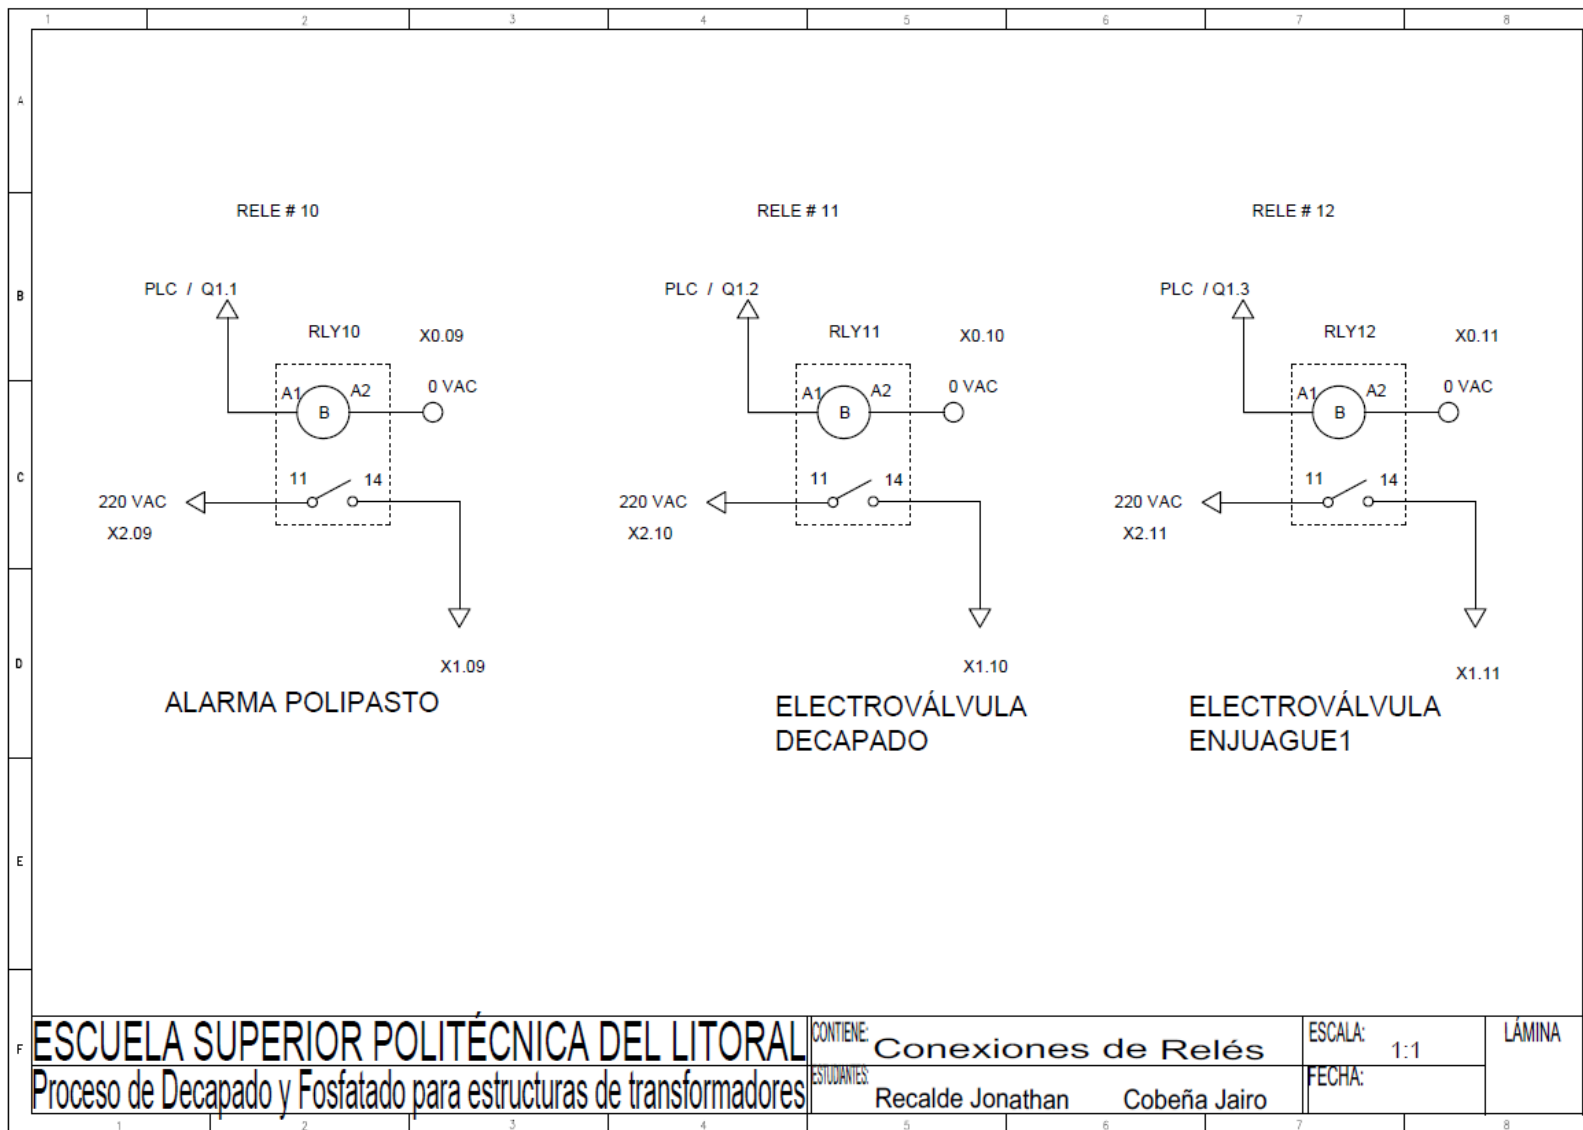 1 2 3 4 5 6 7 8
A
RELE # 10 RELE # 11 RELE # 12
B
PLC / Q1.1 PLC / Q1.2 PLC / Q1.3
RLY10 X0.09 RLY11 X0.10 RLY12 X0.11
A1 B A2 0 VAC A1 B A2 0 VAC A1 B A2 0 VAC
C
11 14 11 14 11 14
220 VAC 220 VAC 220 VAC
X2.09 X2.10 X2.11
D
X1.09 X1.10 X1.11
ALARMA POLIPASTO
ELECTROVÁLVULA
DECAPADO
ELECTROVÁLVULA
ENJUAGUE1
E
F
ESCUELA SUPERIOR POLITÉCNICA DEL LITORAL
Proceso de Decapado y Fosfatado para estructuras de transformadores
CONTIENE: Conexiones de Relés
ESTUDIANTES: Recalde Jonathan Cobeña Jairo
ESCALA: 1:1
FECHA:
LÁMINA
1 2 3 4 5 6 7 8